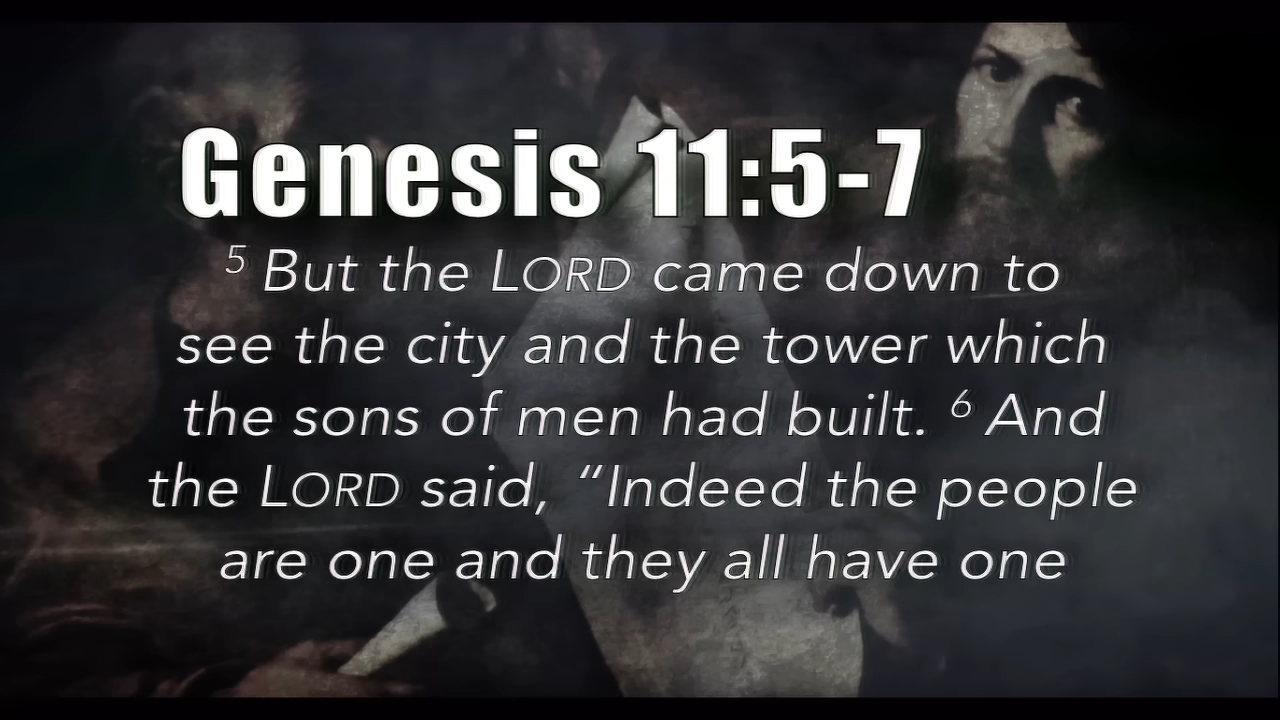 Genesis 11:5-7
5 But the LORD came down to
see the city and the tower which
the sons of men had built. 6 And
the LORD said, “Indeed the people
are one and they all have one